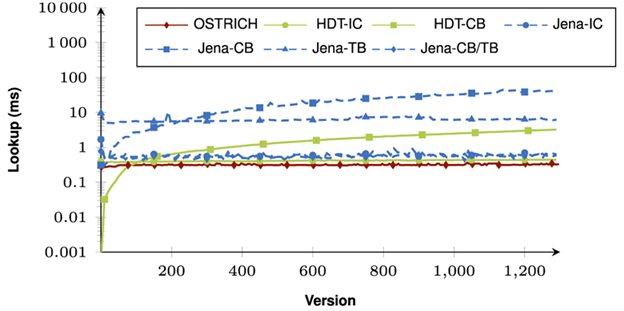 10 000
1 000
100
10
1
0.1
0.01
0.001
Lookup (ms)
OSTRICH HDT-IC HDT-CB Jena-IC
Jena-CB Jena-TB Jena-CB/TB
200 400 600 800 1,000 1,200
Version